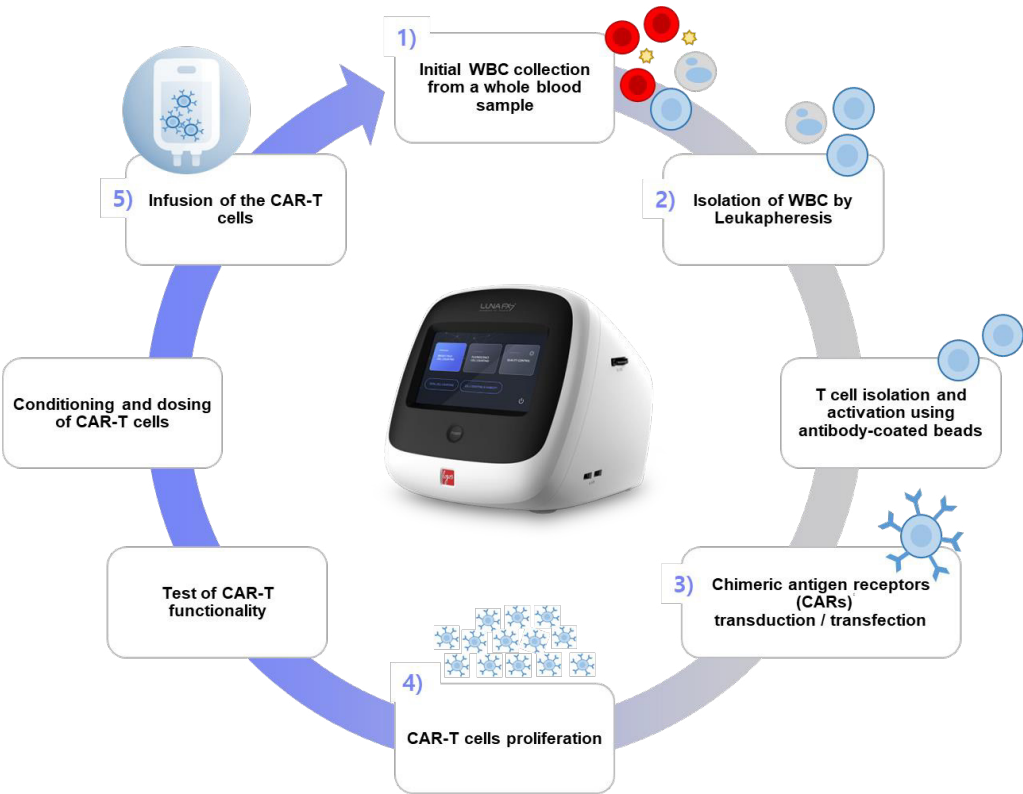 1)
Initial WBC collection
from a whole blood
sample
2)
Isolation of WBC by
Leukapheresis
T cell isolation and
activation using
antibody-coated beads
3)
Chimeric antigen receptors
(CARs)
transduction / transfection
4)
CAR-T cells proliferation
Test of CAR-T
functionality
Conditioning and dosing
of CAR-T cells
5)
Infusion of the CAR-T
cells
LUNA-FX7